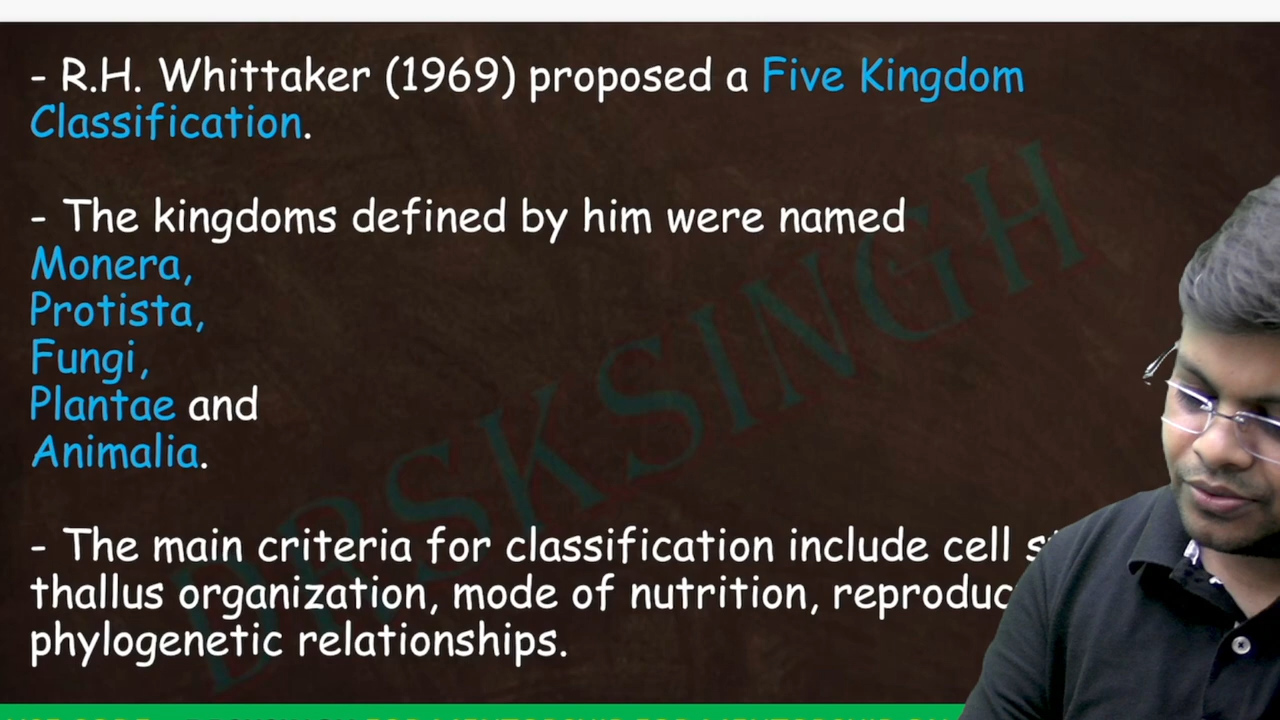 - R.H. Whittaker (1969) proposed a Five Kingdom
Classification.
- The kingdoms defined by him were named
Monera,
Protista,
Fungi,
Plantae and
Animalia.
- The main criteria for classification include cell
thallus organization, mode of nutrition,
phylogenetic relationships.
DRSKSINGH